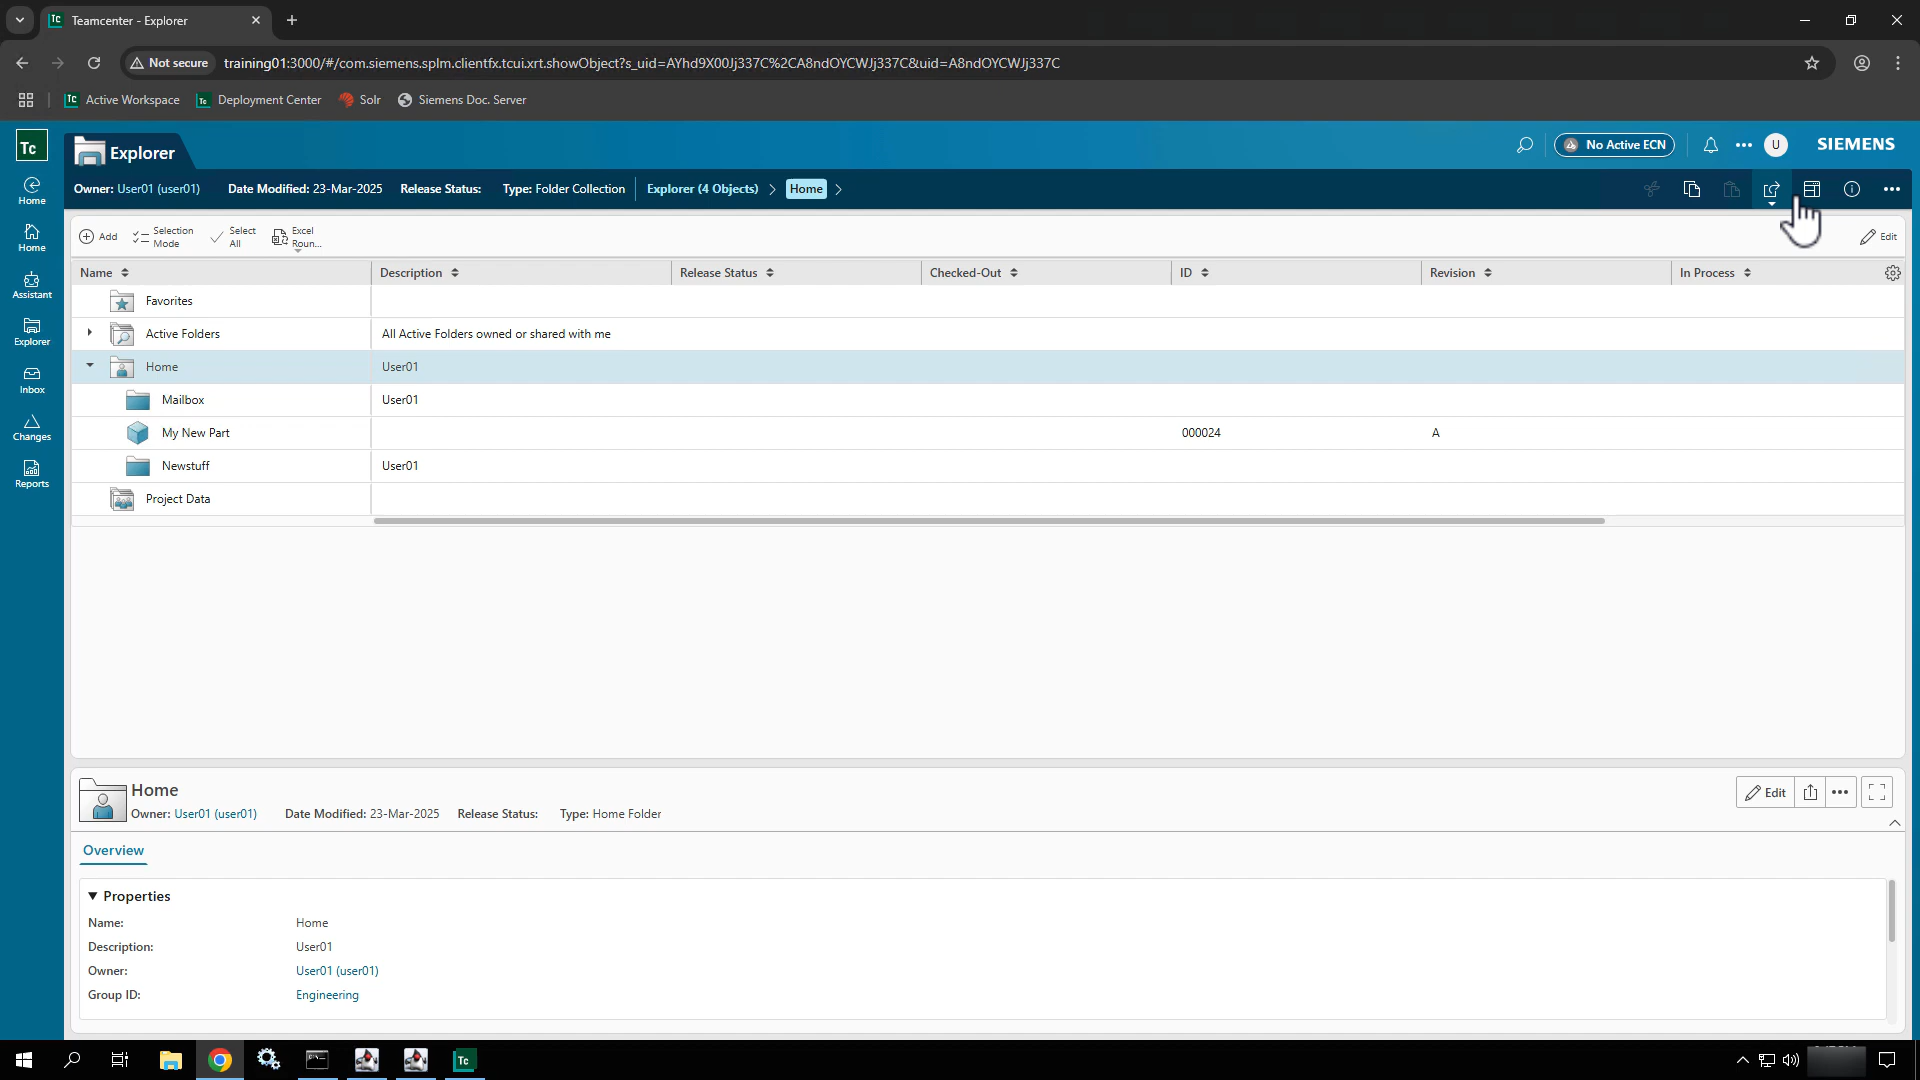 Teamcenter - Explorer
Not secure
training01:3000/#/com.siemens.splm.clientfx.tcui.xrt.showObject?s_uid=AYhd9X00Jj337C%2CA8ndOYCWJj337C&uid=A8ndOYCWJj337C
Active Workspace
Deployment Center
Solr
Siemens Doc. Server
Tc
Explorer
No Active ECN
U
SIEMENS
Owner: User01 (user01)
Date Modified: 23-Mar-2025
Release Status:
Type: Folder Collection
Explorer (4 Objects)
Home
Home
Home
Assistant
Explorer
Inbox
Changes
Reports
Add
Selection Mode
Select All
Excel Roun...
Edit
Name
Description
Release Status
Checked-Out
ID
Revision
In Process
Favorites
Active Folders
All Active Folders owned or shared with me
Home
User01
Mailbox
User01
My New Part
000024
A
Newstuff
User01
Project Data
Home
Owner: User01 (user01)
Date Modified: 23-Mar-2025
Release Status:
Type: Home Folder
Edit
Overview
Properties
Name: Home
Description: User01
Owner: User01 (user01)
Group ID: Engineering
Tc